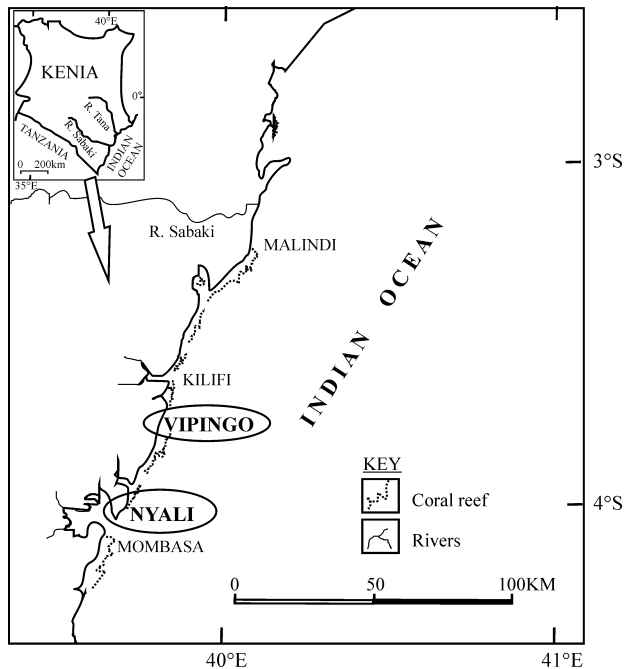 40°E
KENIA
0°
R. Tana
R. Sabaki
TANZANIA
INDIAN
OCEAN
0 200km
35°E
3°S
R. Sabaki
MALINDI
INDIAN OCEAN
KILIFI
VIPINGO
KEY
Coral reef
4°S
NYALI
Rivers
MOMBASA
0 50 100KM
40°E 41°E